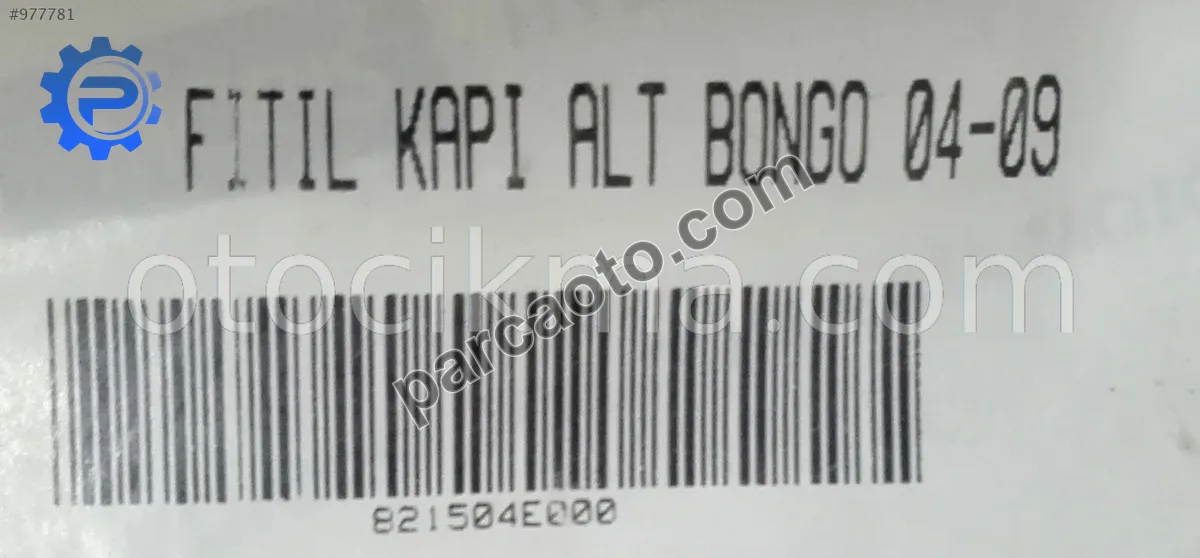 #977781
FITIL KAPI ALT BONGO 04-09
otocikma.com
parcaoto.com
821504E000